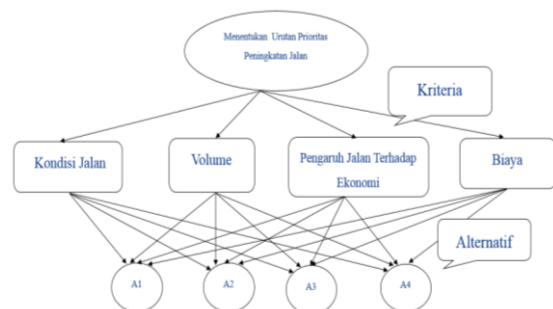 Menentukan Urutan Prioritas
Peningkatan Jalan
Kriteria
Kondisi Jalan
Volume
Pengaruh Jalan Terhadap
Ekonomi
Biaya
Alternatif
A1
A2
A3
A4